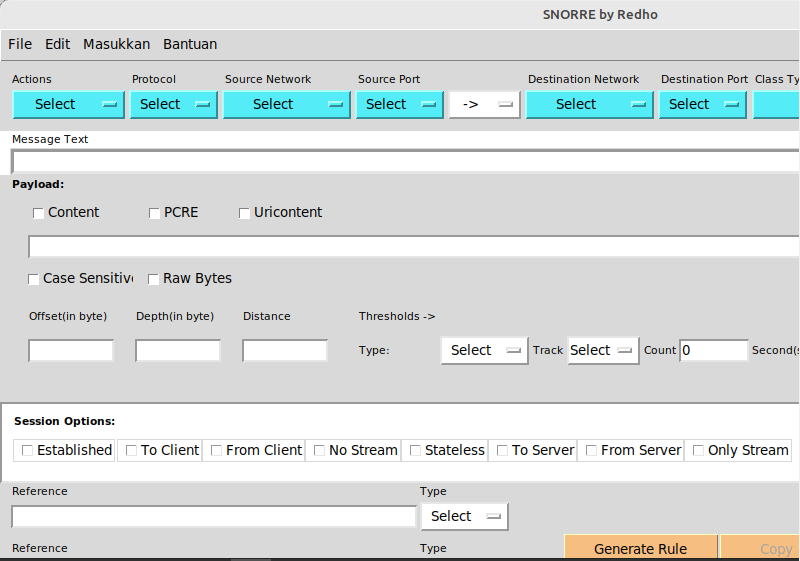 SNORRE by Redho
File Edit Masukkan Bantuan
Actions Protocol Source Network Source Port Destination Network Destination Port Class Ty
Select Select Select Select -> Select Select
Message Text
Payload:
Content PCRE Uricontent
Case Sensitiv Raw Bytes
Offset(in byte) Depth(in byte) Distance Thresholds ->
Type: Select Track Select Count 0 Second(s
Session Options:
Established To Client From Client No Stream Stateless To Server From Server Only Stream
Reference Type
Select
Reference Type
Generate Rule Copy